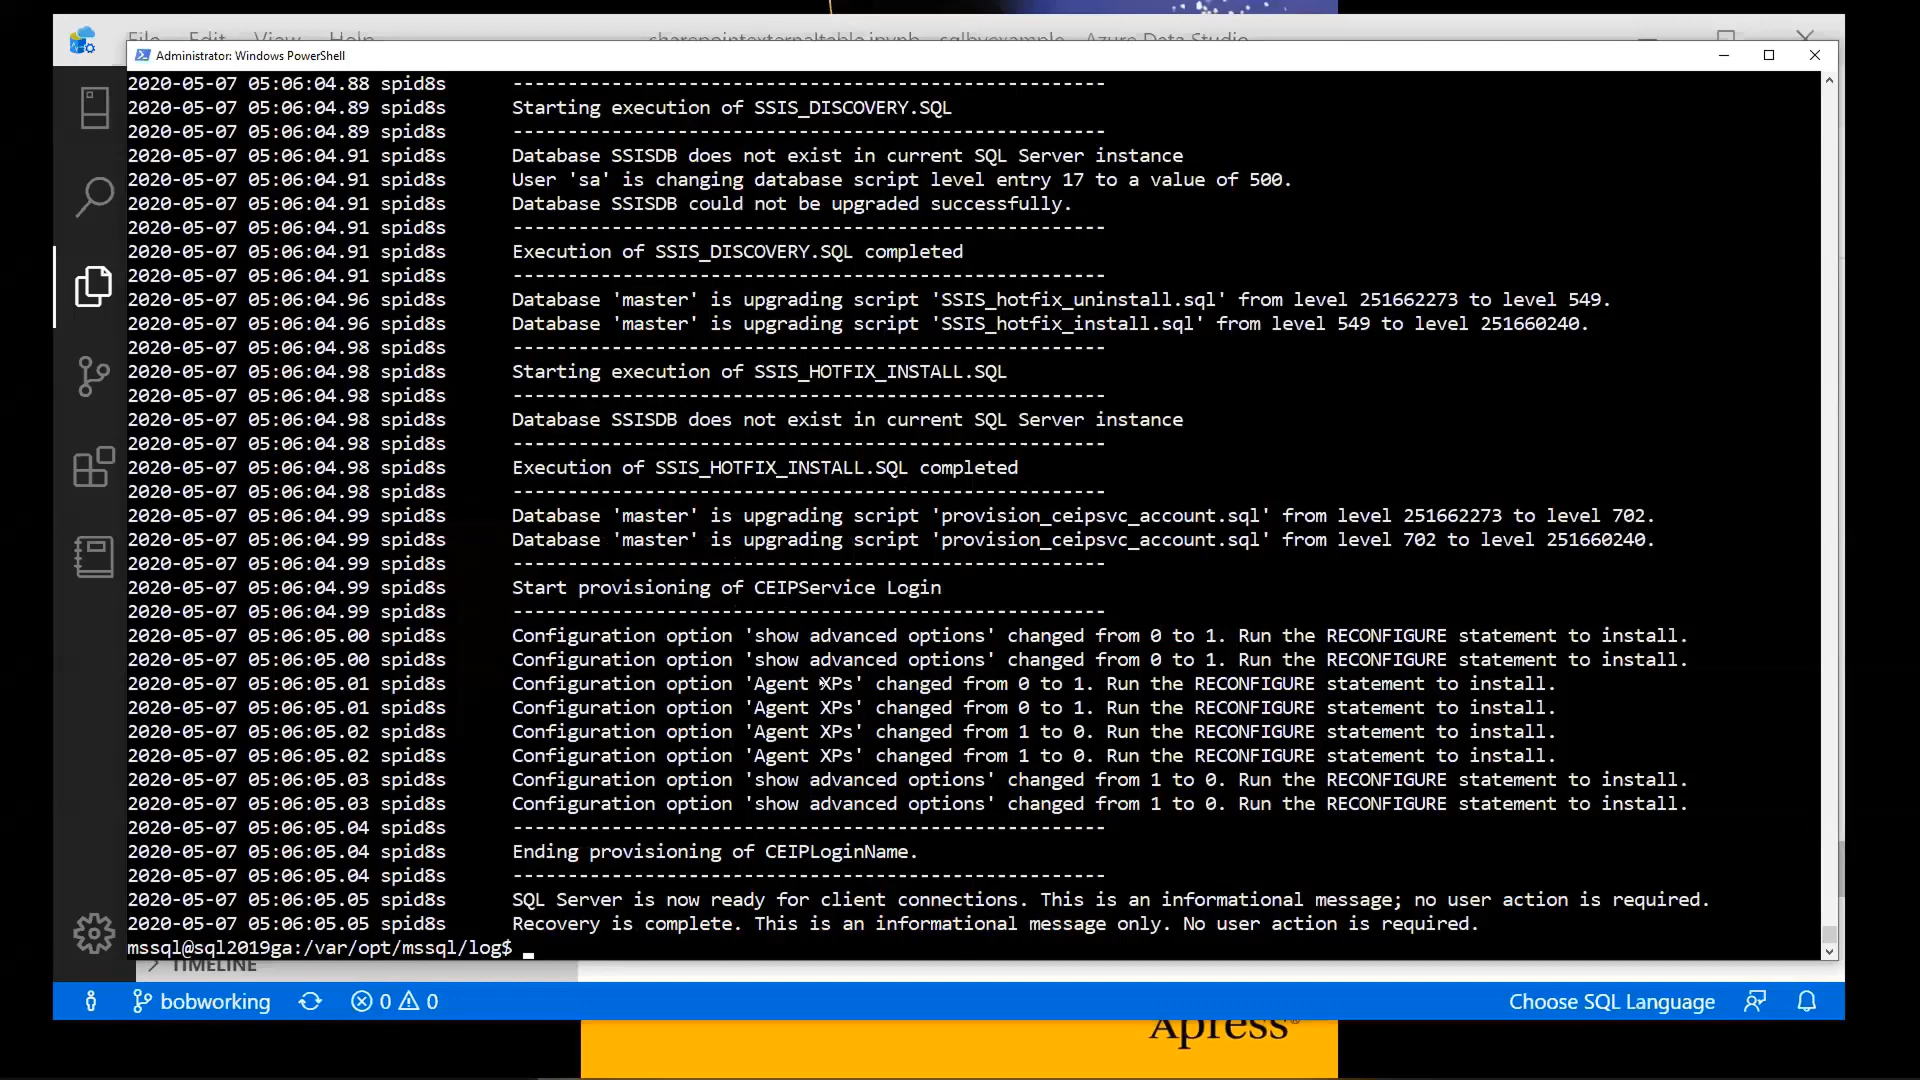 File Edit View Help sharepointexternaltable.ipynb - sqlbyexample - Azure Data Studio
Administrator: Windows PowerShell
2020-05-07 05:06:04.88 spid8s ------------------------------------------------------
2020-05-07 05:06:04.89 spid8s Starting execution of SSIS_DISCOVERY.SQL
2020-05-07 05:06:04.89 spid8s ------------------------------------------------------
2020-05-07 05:06:04.91 spid8s Database SSISDB does not exist in current SQL Server instance
2020-05-07 05:06:04.91 spid8s User 'sa' is changing database script level entry 17 to a value of 500.
2020-05-07 05:06:04.91 spid8s Database SSISDB could not be upgraded successfully.
2020-05-07 05:06:04.91 spid8s ------------------------------------------------------
2020-05-07 05:06:04.91 spid8s Execution of SSIS_DISCOVERY.SQL completed
2020-05-07 05:06:04.91 spid8s ------------------------------------------------------
2020-05-07 05:06:04.96 spid8s Database 'master' is upgrading script 'SSIS_hotfix_uninstall.sql' from level 251662273 to level 549.
2020-05-07 05:06:04.96 spid8s Database 'master' is upgrading script 'SSIS_hotfix_install.sql' from level 549 to level 251660240.
2020-05-07 05:06:04.98 spid8s ------------------------------------------------------
2020-05-07 05:06:04.98 spid8s Starting execution of SSIS_HOTFIX_INSTALL.SQL
2020-05-07 05:06:04.98 spid8s ------------------------------------------------------
2020-05-07 05:06:04.98 spid8s Database SSISDB does not exist in current SQL Server instance
2020-05-07 05:06:04.98 spid8s ------------------------------------------------------
2020-05-07 05:06:04.98 spid8s Execution of SSIS_HOTFIX_INSTALL.SQL completed
2020-05-07 05:06:04.98 spid8s ------------------------------------------------------
2020-05-07 05:06:04.99 spid8s Database 'master' is upgrading script 'provision_ceipsvc_account.sql' from level 251662273 to level 702.
2020-05-07 05:06:04.99 spid8s Database 'master' is upgrading script 'provision_ceipsvc_account.sql' from level 702 to level 251660240.
2020-05-07 05:06:04.99 spid8s ------------------------------------------------------
2020-05-07 05:06:04.99 spid8s Start provisioning of CEIPService Login
2020-05-07 05:06:04.99 spid8s ------------------------------------------------------
2020-05-07 05:06:05.00 spid8s Configuration option 'show advanced options' changed from 0 to 1. Run the RECONFIGURE statement to install.
2020-05-07 05:06:05.00 spid8s Configuration option 'show advanced options' changed from 0 to 1. Run the RECONFIGURE statement to install.
2020-05-07 05:06:05.01 spid8s Configuration option 'Agent XPs' changed from 0 to 1. Run the RECONFIGURE statement to install.
2020-05-07 05:06:05.01 spid8s Configuration option 'Agent XPs' changed from 0 to 1. Run the RECONFIGURE statement to install.
2020-05-07 05:06:05.02 spid8s Configuration option 'Agent XPs' changed from 1 to 0. Run the RECONFIGURE statement to install.
2020-05-07 05:06:05.02 spid8s Configuration option 'Agent XPs' changed from 1 to 0. Run the RECONFIGURE statement to install.
2020-05-07 05:06:05.03 spid8s Configuration option 'show advanced options' changed from 1 to 0. Run the RECONFIGURE statement to install.
2020-05-07 05:06:05.03 spid8s Configuration option 'show advanced options' changed from 1 to 0. Run the RECONFIGURE statement to install.
2020-05-07 05:06:05.04 spid8s ------------------------------------------------------
2020-05-07 05:06:05.04 spid8s Ending provisioning of CEIPLoginName.
2020-05-07 05:06:05.04 spid8s ------------------------------------------------------
2020-05-07 05:06:05.05 spid8s SQL Server is now ready for client connections. This is an informational message; no user action is required.
2020-05-07 05:06:05.05 spid8s Recovery is complete. This is an informational message only. No user action is required.
mssql@sql2019ga:/var/opt/mssql/log$
TIMELINE
bobworking 0 0 Choose SQL Language
Apress®